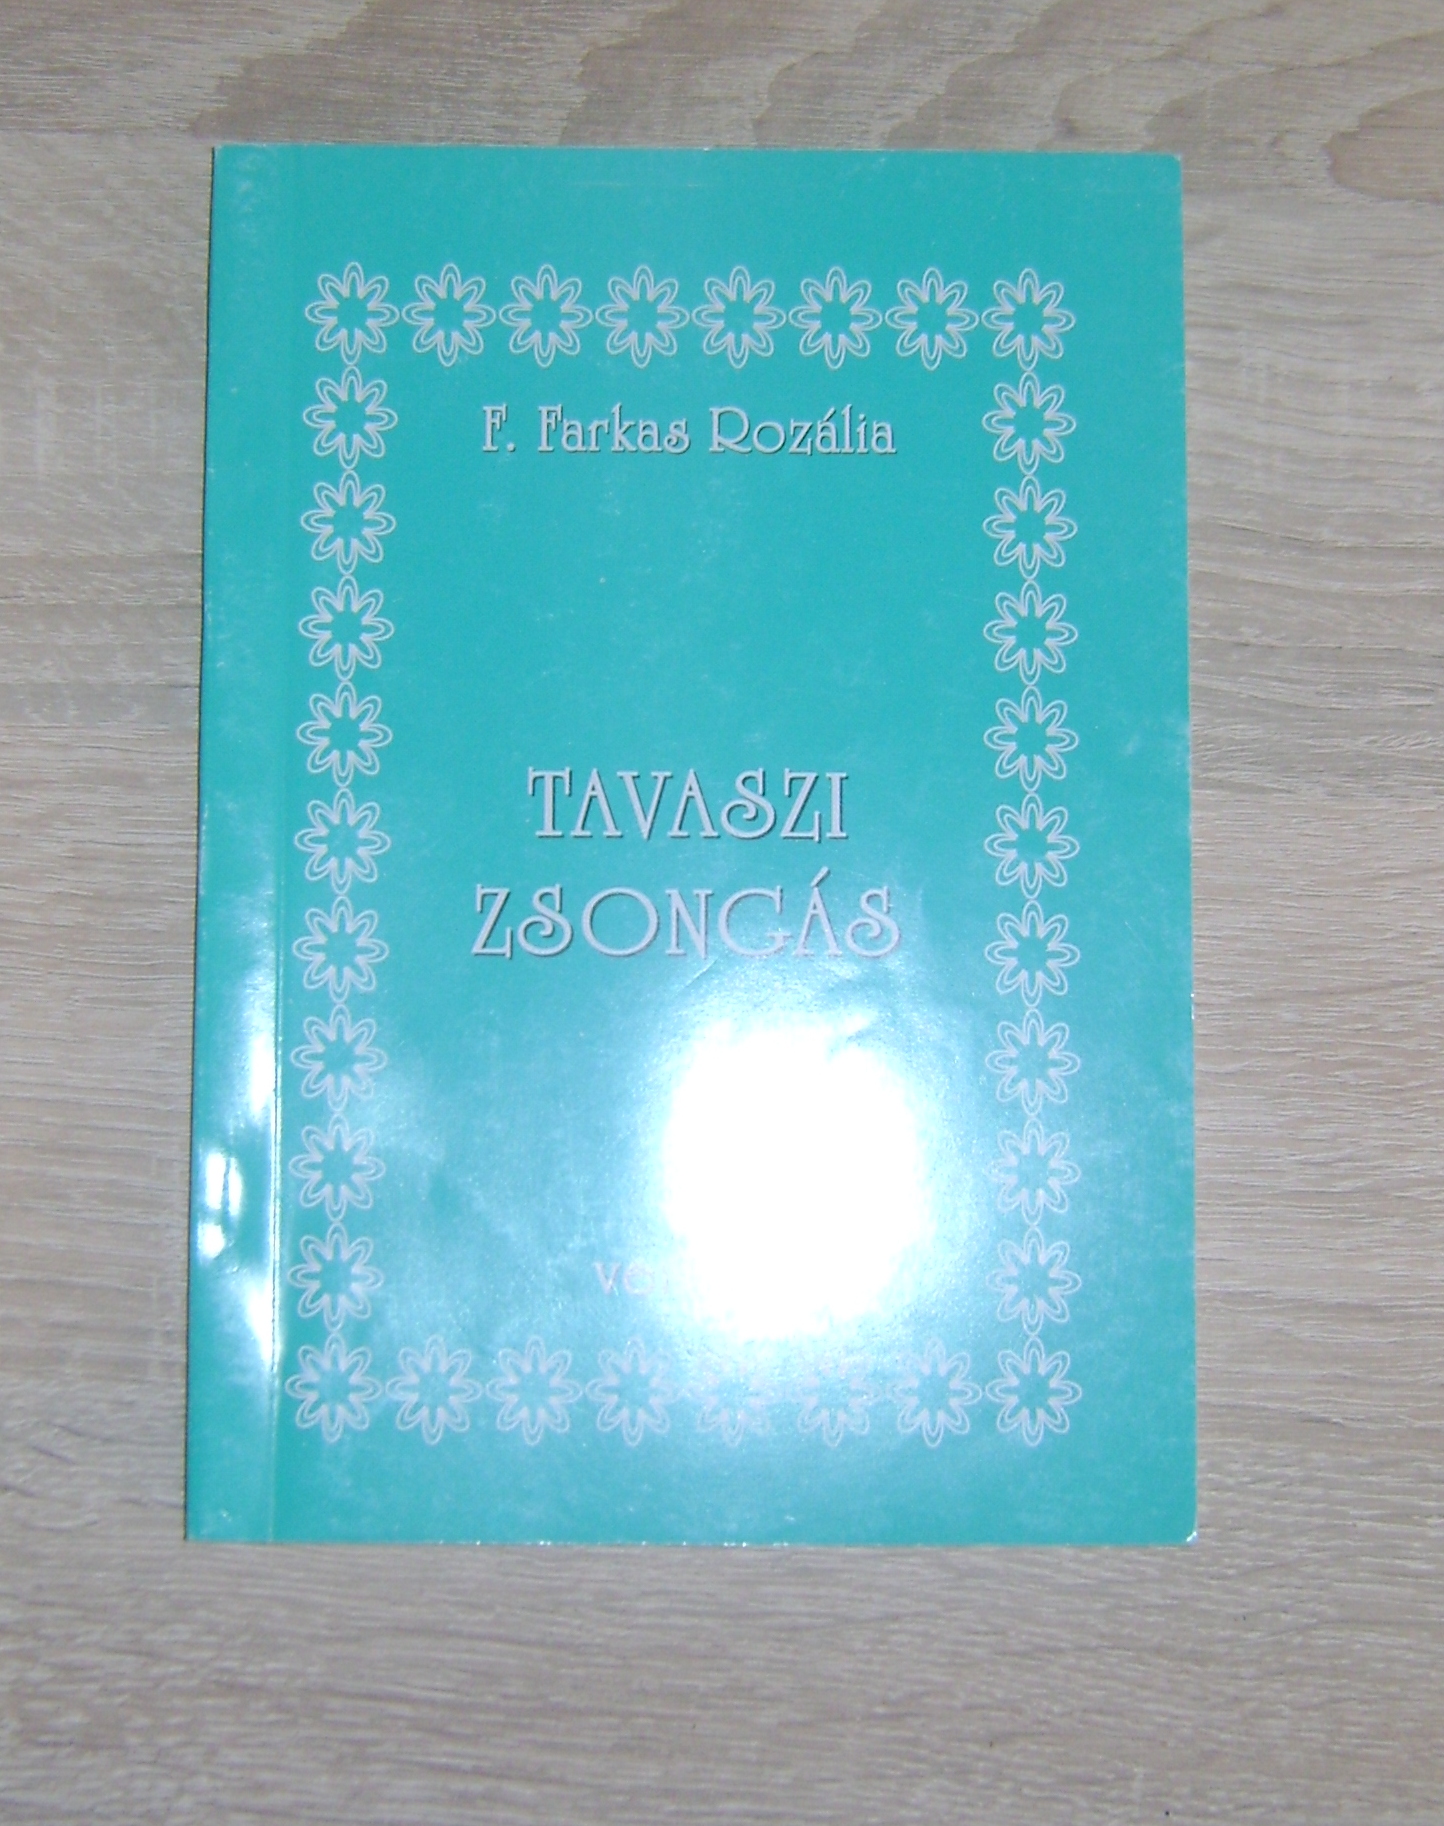 F. Farkas Rozália
TAVASZI
ZSONGÁS